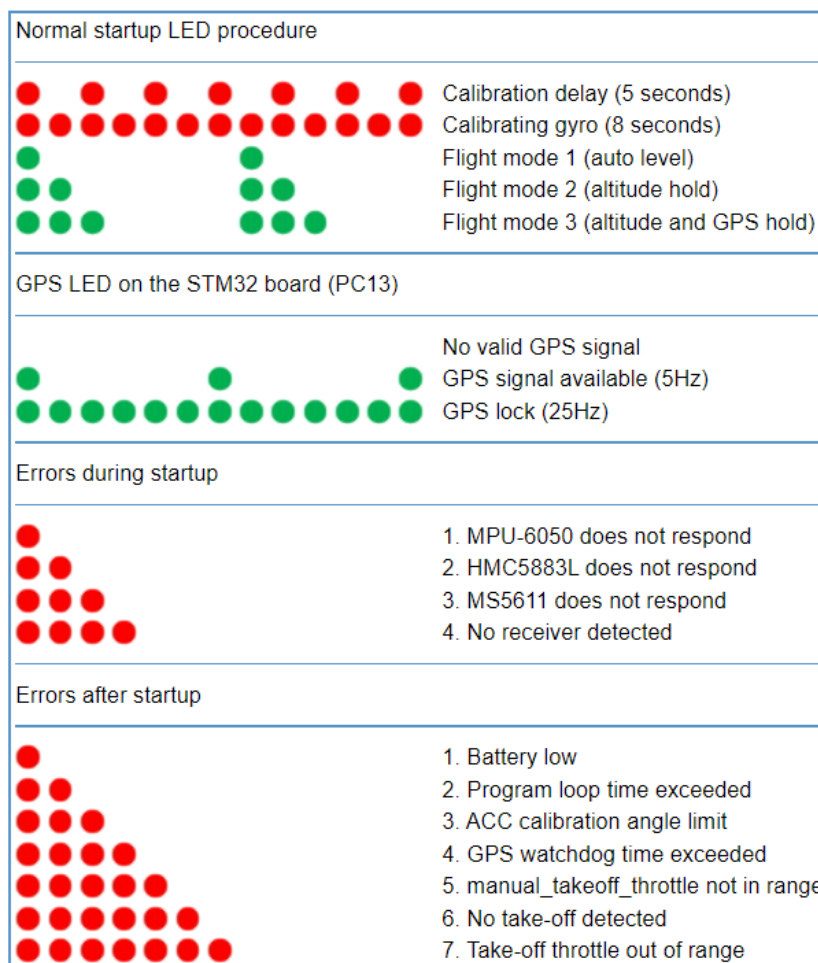 Normal startup LED procedure
Calibration delay (5 seconds)
Calibrating gyro (8 seconds)
Flight mode 1 (auto level)
Flight mode 2 (altitude hold)
Flight mode 3 (altitude and GPS hold)
GPS LED on the STM32 board (PC13)
No valid GPS signal
GPS signal available (5Hz)
GPS lock (25Hz)
Errors during startup
1. MPU-6050 does not respond
2. HMC5883L does not respond
3. MS5611 does not respond
4. No receiver detected
Errors after startup
1. Battery low
2. Program loop time exceeded
3. ACC calibration angle limit
4. GPS watchdog time exceeded
5. manual_takeoff_throttle not in range
6. No take-off detected
7. Take-off throttle out of range